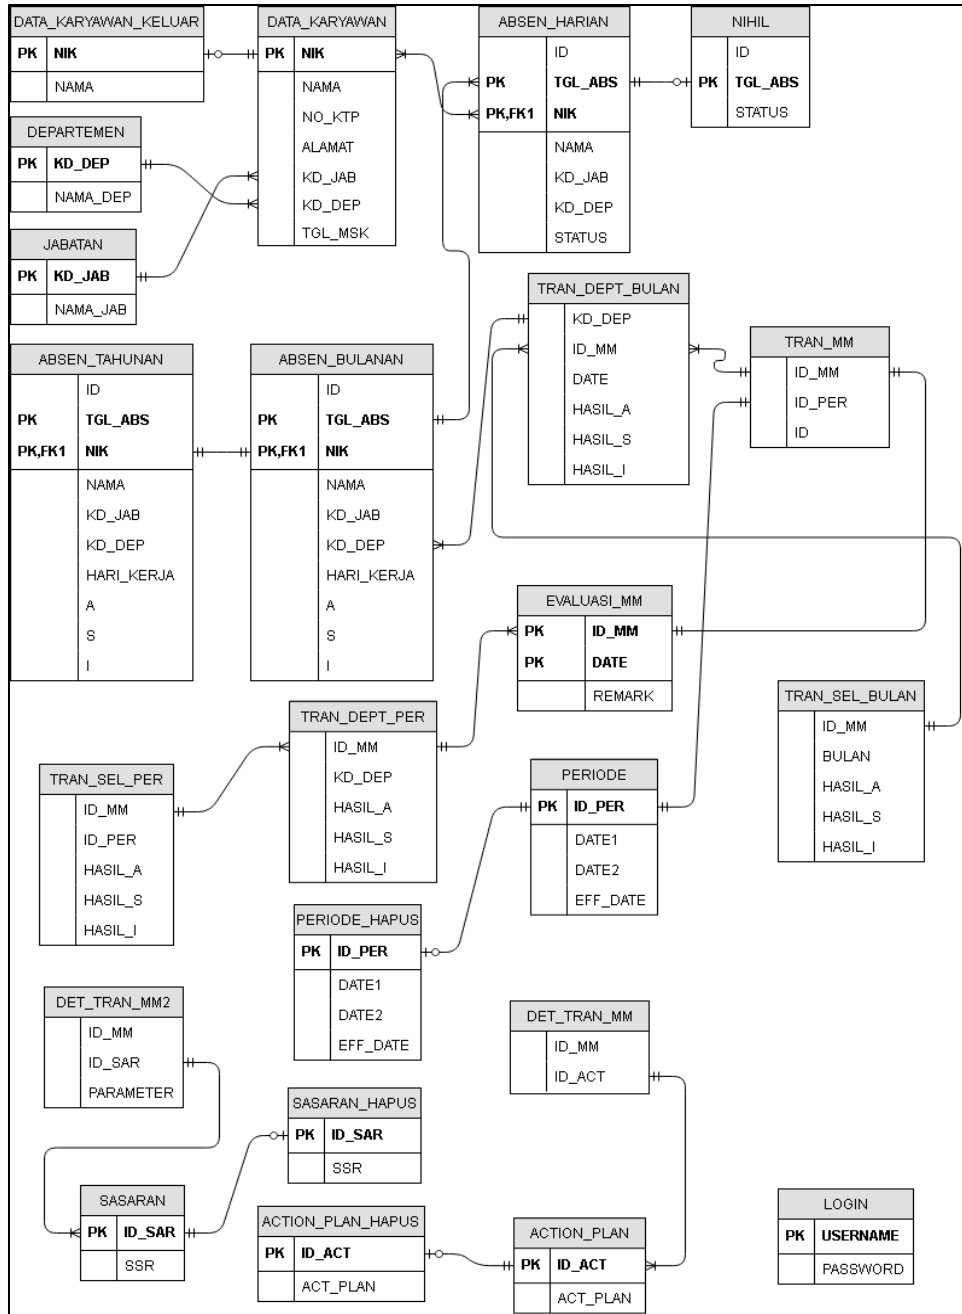 DATA_KARYAWAN_KELUAR
PK NIK
NAMA
DATA_KARYAWAN
PK NIK
NAMA
NO_KTP
ALAMAT
KD_JAB
KD_DEP
TGL_MSK
ABSEN_HARIAN
ID
PK TGL_ABS
PK,FK1 NIK
NAMA
KD_JAB
KD_DEP
STATUS
NIHIL
ID
PK TGL_ABS
STATUS
DEPARTEMEN
PK KD_DEP
NAMA_DEP
JABATAN
PK KD_JAB
NAMA_JAB
TRAN_DEPT_BULAN
KD_DEP
ID_MM
DATE
HASIL_A
HASIL_S
HASIL_I
TRAN_MM
ID_MM
ID_PER
ID
ABSEN_TAHUNAN
ID
PK TGL_ABS
PK,FK1 NIK
NAMA
KD_JAB
KD_DEP
HARI_KERJA
A
S
I
ABSEN_BULANAN
ID
PK TGL_ABS
PK,FK1 NIK
NAMA
KD_JAB
KD_DEP
HARI_KERJA
A
S
I
EVALUASI_MM
PK ID_MM
PK DATE
REMARK
TRAN_SEL_BULAN
ID_MM
BULAN
HASIL_A
HASIL_S
HASIL_I
TRAN_DEPT_PER
ID_MM
KD_DEP
HASIL_A
HASIL_S
HASIL_I
TRAN_SEL_PER
ID_MM
ID_PER
HASIL_A
HASIL_S
HASIL_I
PERIODE
PK ID_PER
DATE1
DATE2
EFF_DATE
PERIODE_HAPUS
PK ID_PER
DATE1
DATE2
EFF_DATE
DET_TRAN_MM2
ID_MM
ID_SAR
PARAMETER
DET_TRAN_MM
ID_MM
ID_ACT
SASARAN_HAPUS
PK ID_SAR
SSR
SASARAN
PK ID_SAR
SSR
ACTION_PLAN_HAPUS
PK ID_ACT
ACT_PLAN
ACTION_PLAN
PK ID_ACT
ACT_PLAN
LOGIN
PK USERNAME
PASSWORD